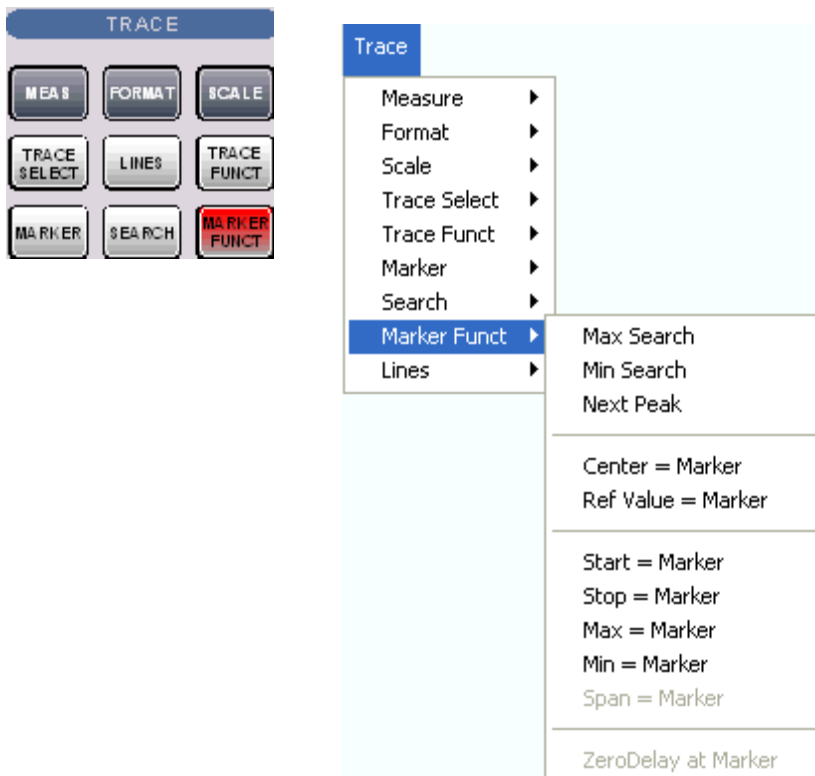 TRACE
MEAS FORMAT SCALE
TRACE SELECT LINES TRACE FUNCT
MARKER SEARCH MARKER FUNCT
Trace
Measure
Format
Scale
Trace Select
Trace Funct
Marker
Search
Marker Funct
Lines
Max Search
Min Search
Next Peak
Center = Marker
Ref Value = Marker
Start = Marker
Stop = Marker
Max = Marker
Min = Marker
Span = Marker
ZeroDelay at Marker